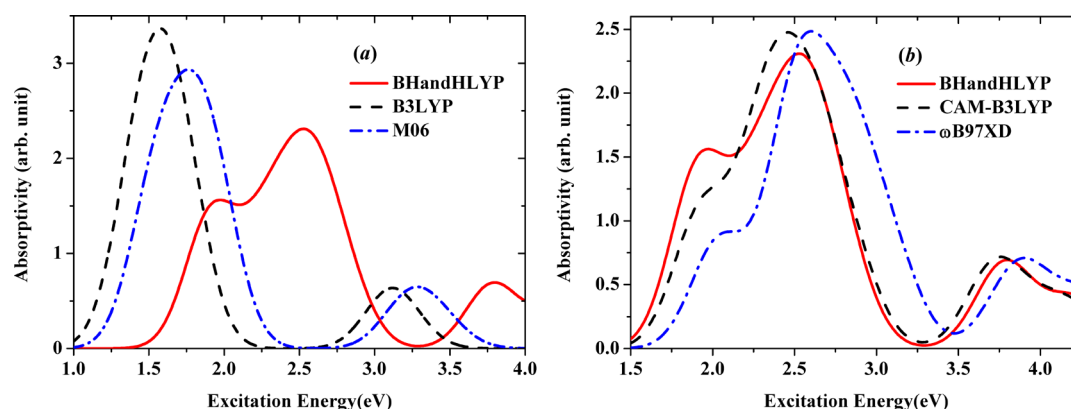 (a)
BHandHLYP
B3LYP
M06
Absorptivity (arb. unit)
3
2
1
0
1.0 1.5 2.0 2.5 3.0 3.5 4.0
Excitation Energy(eV)
(b)
BHandHLYP
CAM-B3LYP
ωB97XD
Absorptivity (arb. unit)
2.5
2.0
1.5
1.0
0.5
0.0
1.5 2.0 2.5 3.0 3.5 4.0
Excitation Energy(eV)